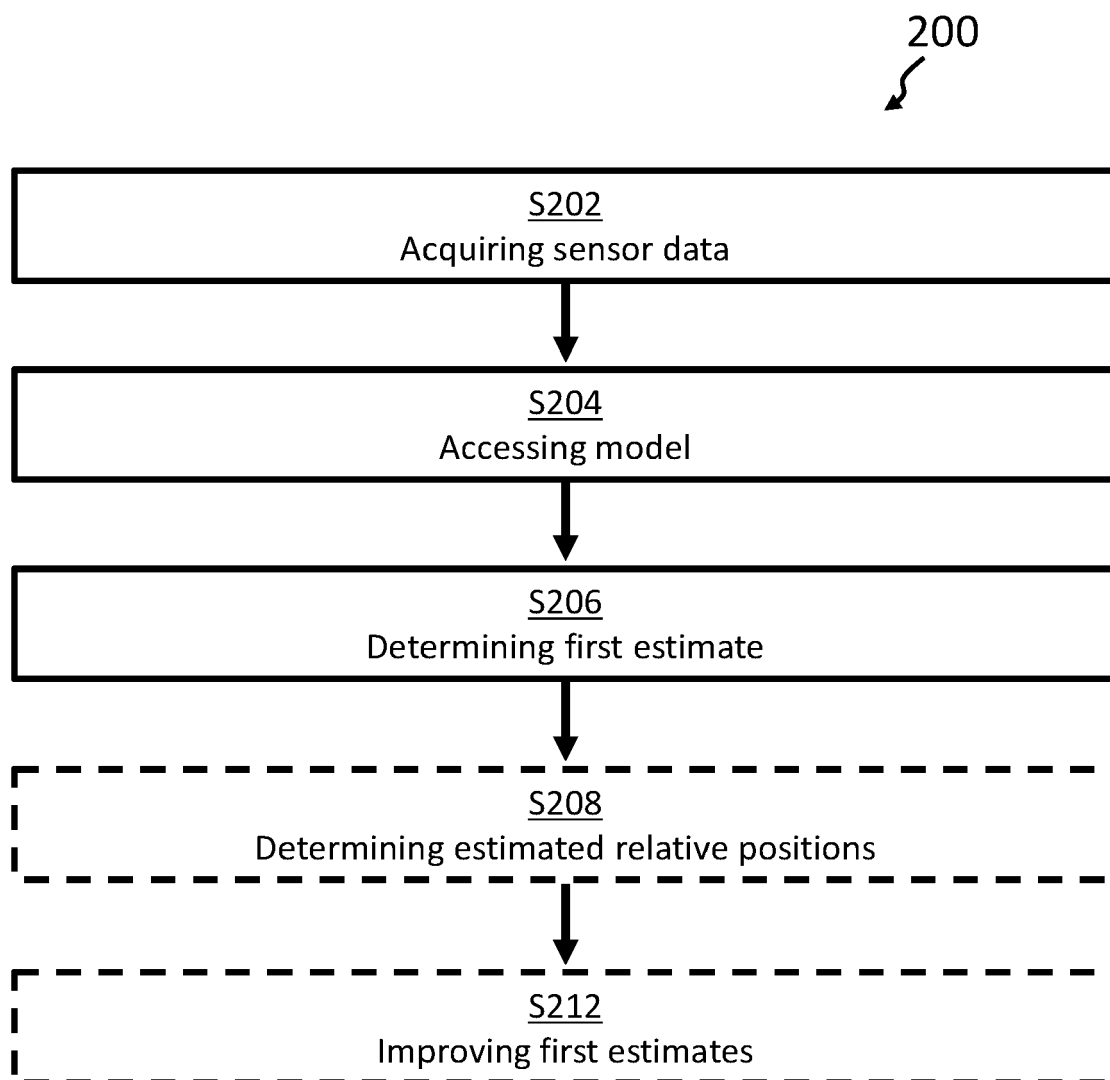 200
S202
Acquiring sensor data
S204
Accessing model
S206
Determining first estimate
S208
Determining estimated relative positions
S212
Improving first estimates